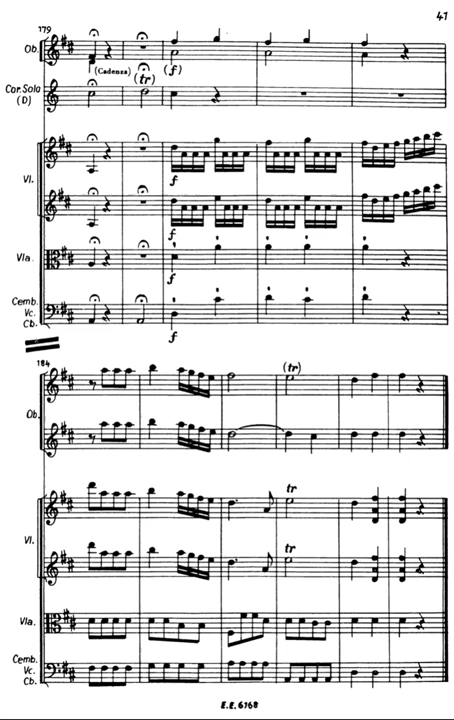 41
179
Ob.
(Cadenza)
(tr)
(f)
Cor. Solo
(D)
Vl.
f
f
Vla.
f
Cemb.
Vc.
Cb.
f
184
(tr)
Ob.
tr
Vl.
tr
Vla.
Cemb.
Vc.
Cb.
E.E. 6168